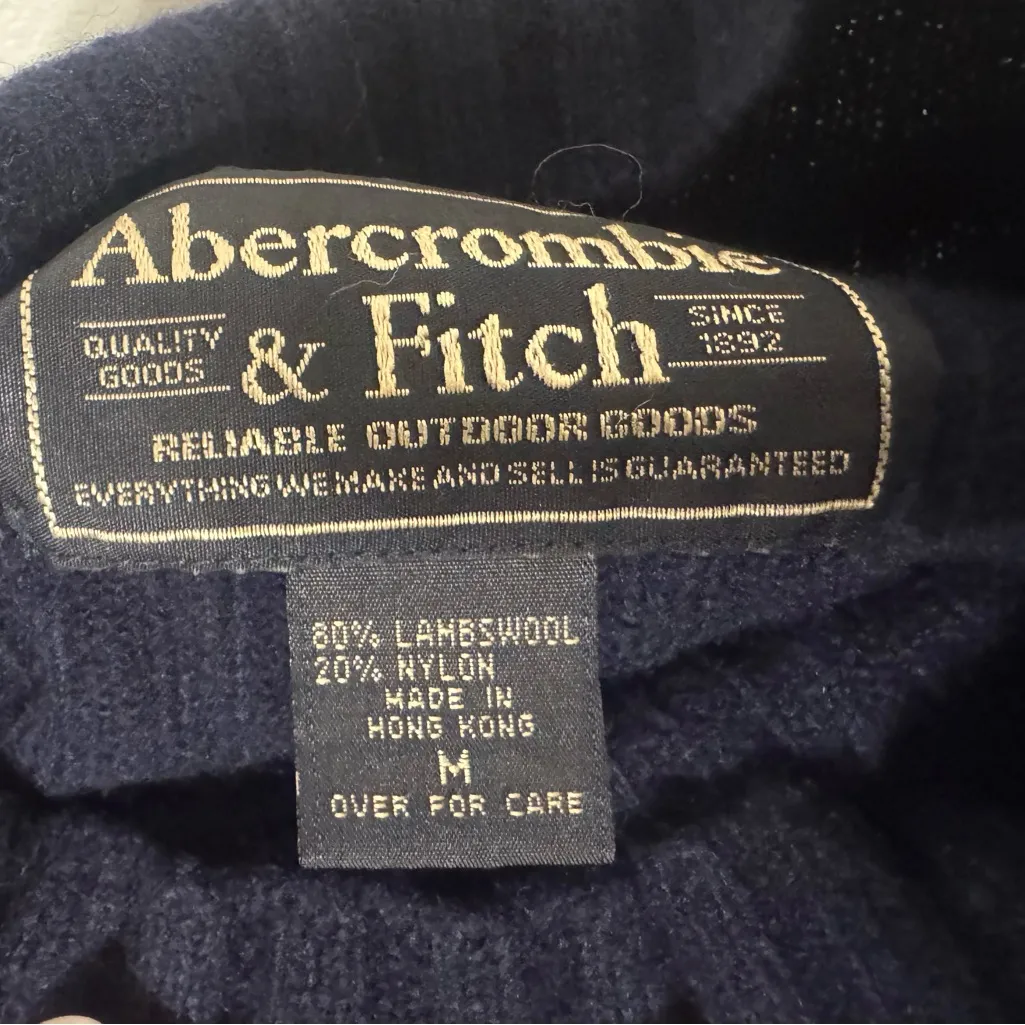 Abercrombie
QUALITY
GOODS
& Fitch
SINCE
1892
RELIABLE OUTDOOR GOODS
EVERYTHING WE MAKE AND SELL IS GUARANTEED
80% LAMBSWOOL
20% NYLON
MADE IN
HONG KONG
M
OVER FOR CARE